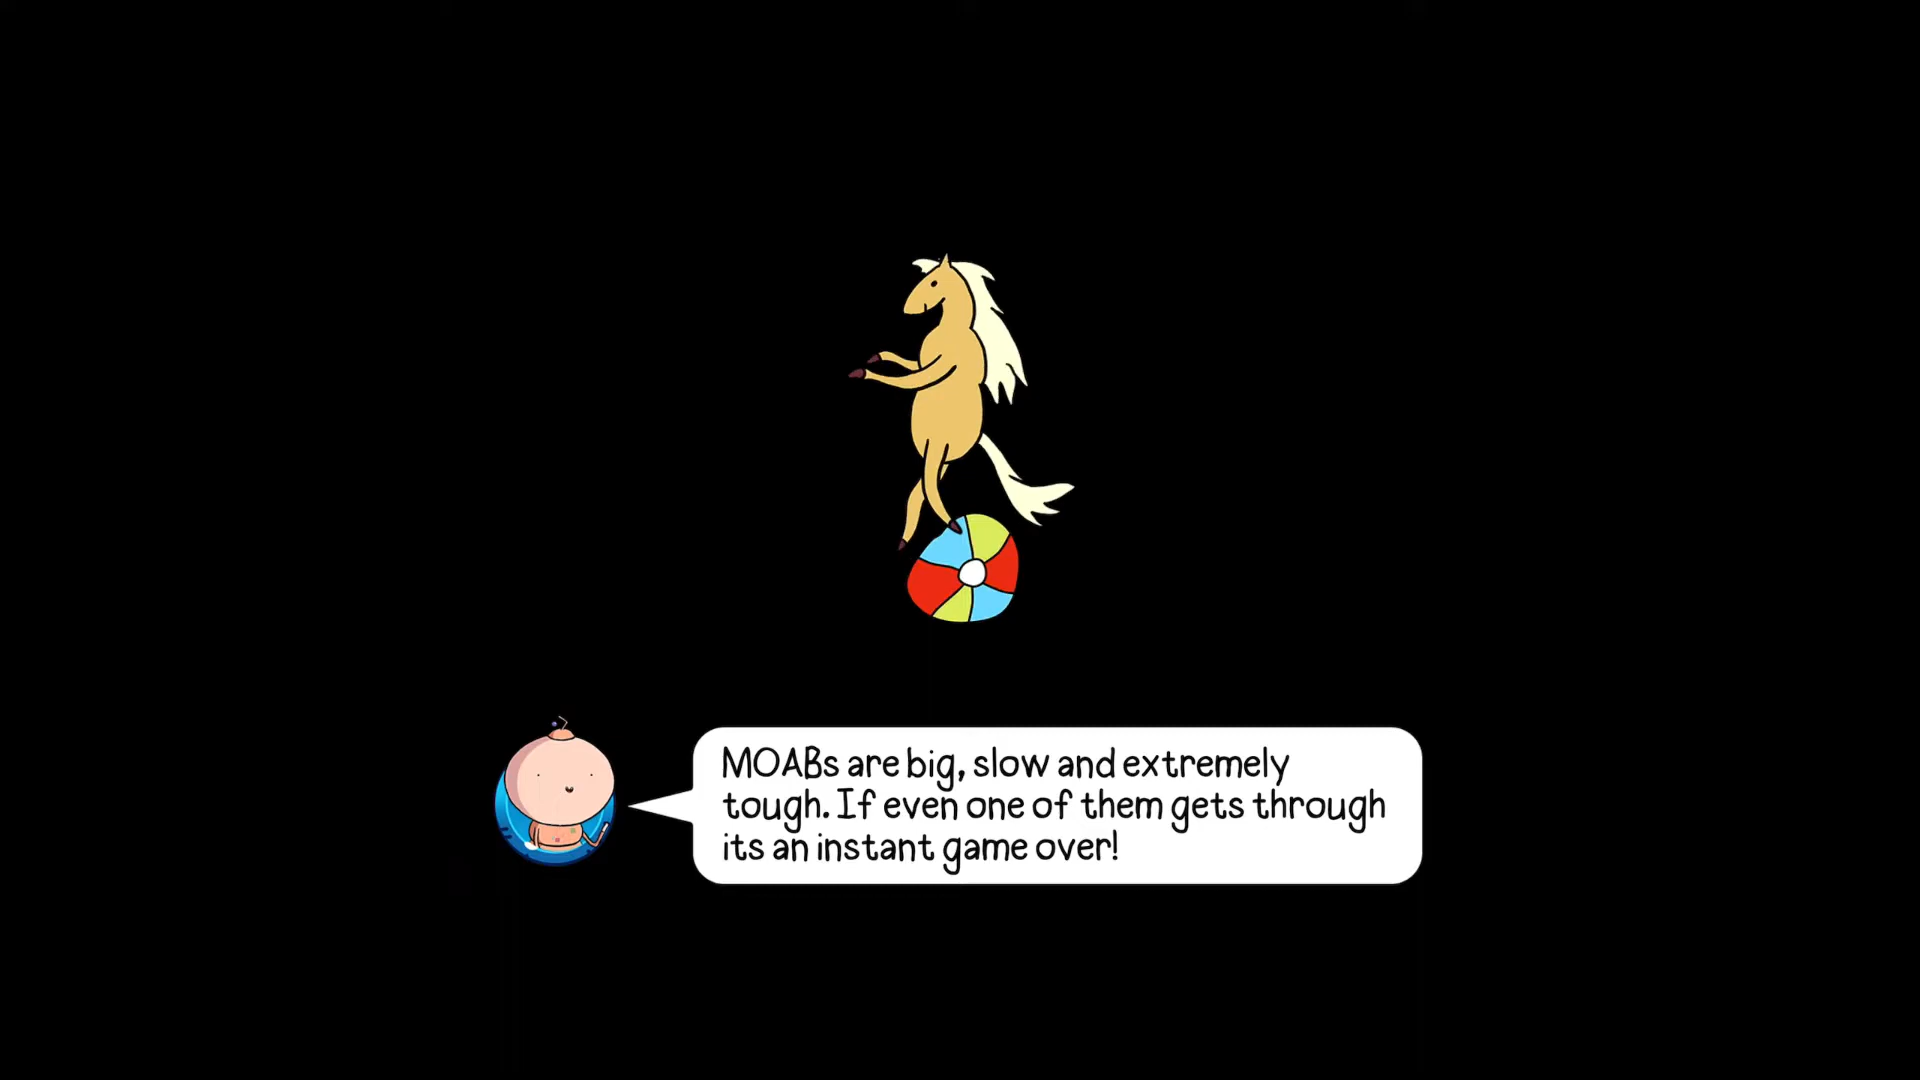 MOABs are big, slow and extremely
tough. If even one of them gets through
its an instant game over!